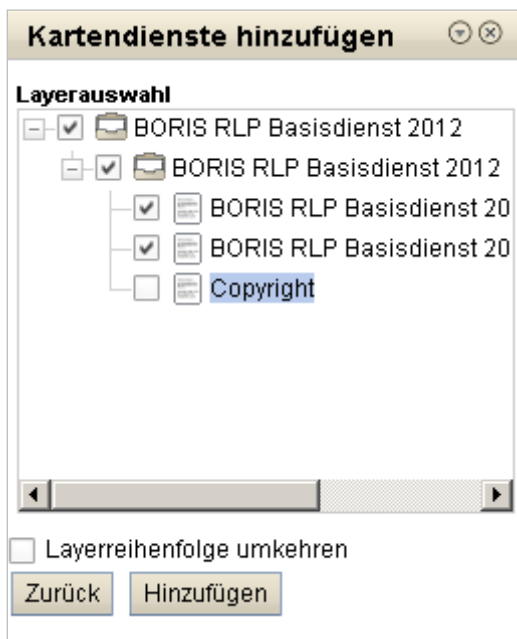 Kartendienste hinzufügen
Layerauswahl
BORIS RLP Basisdienst 2012
BORIS RLP Basisdienst 2012
BORIS RLP Basisdienst 20
BORIS RLP Basisdienst 20
Copyright
Layerreihenfolge umkehren
Zurück Hinzufügen